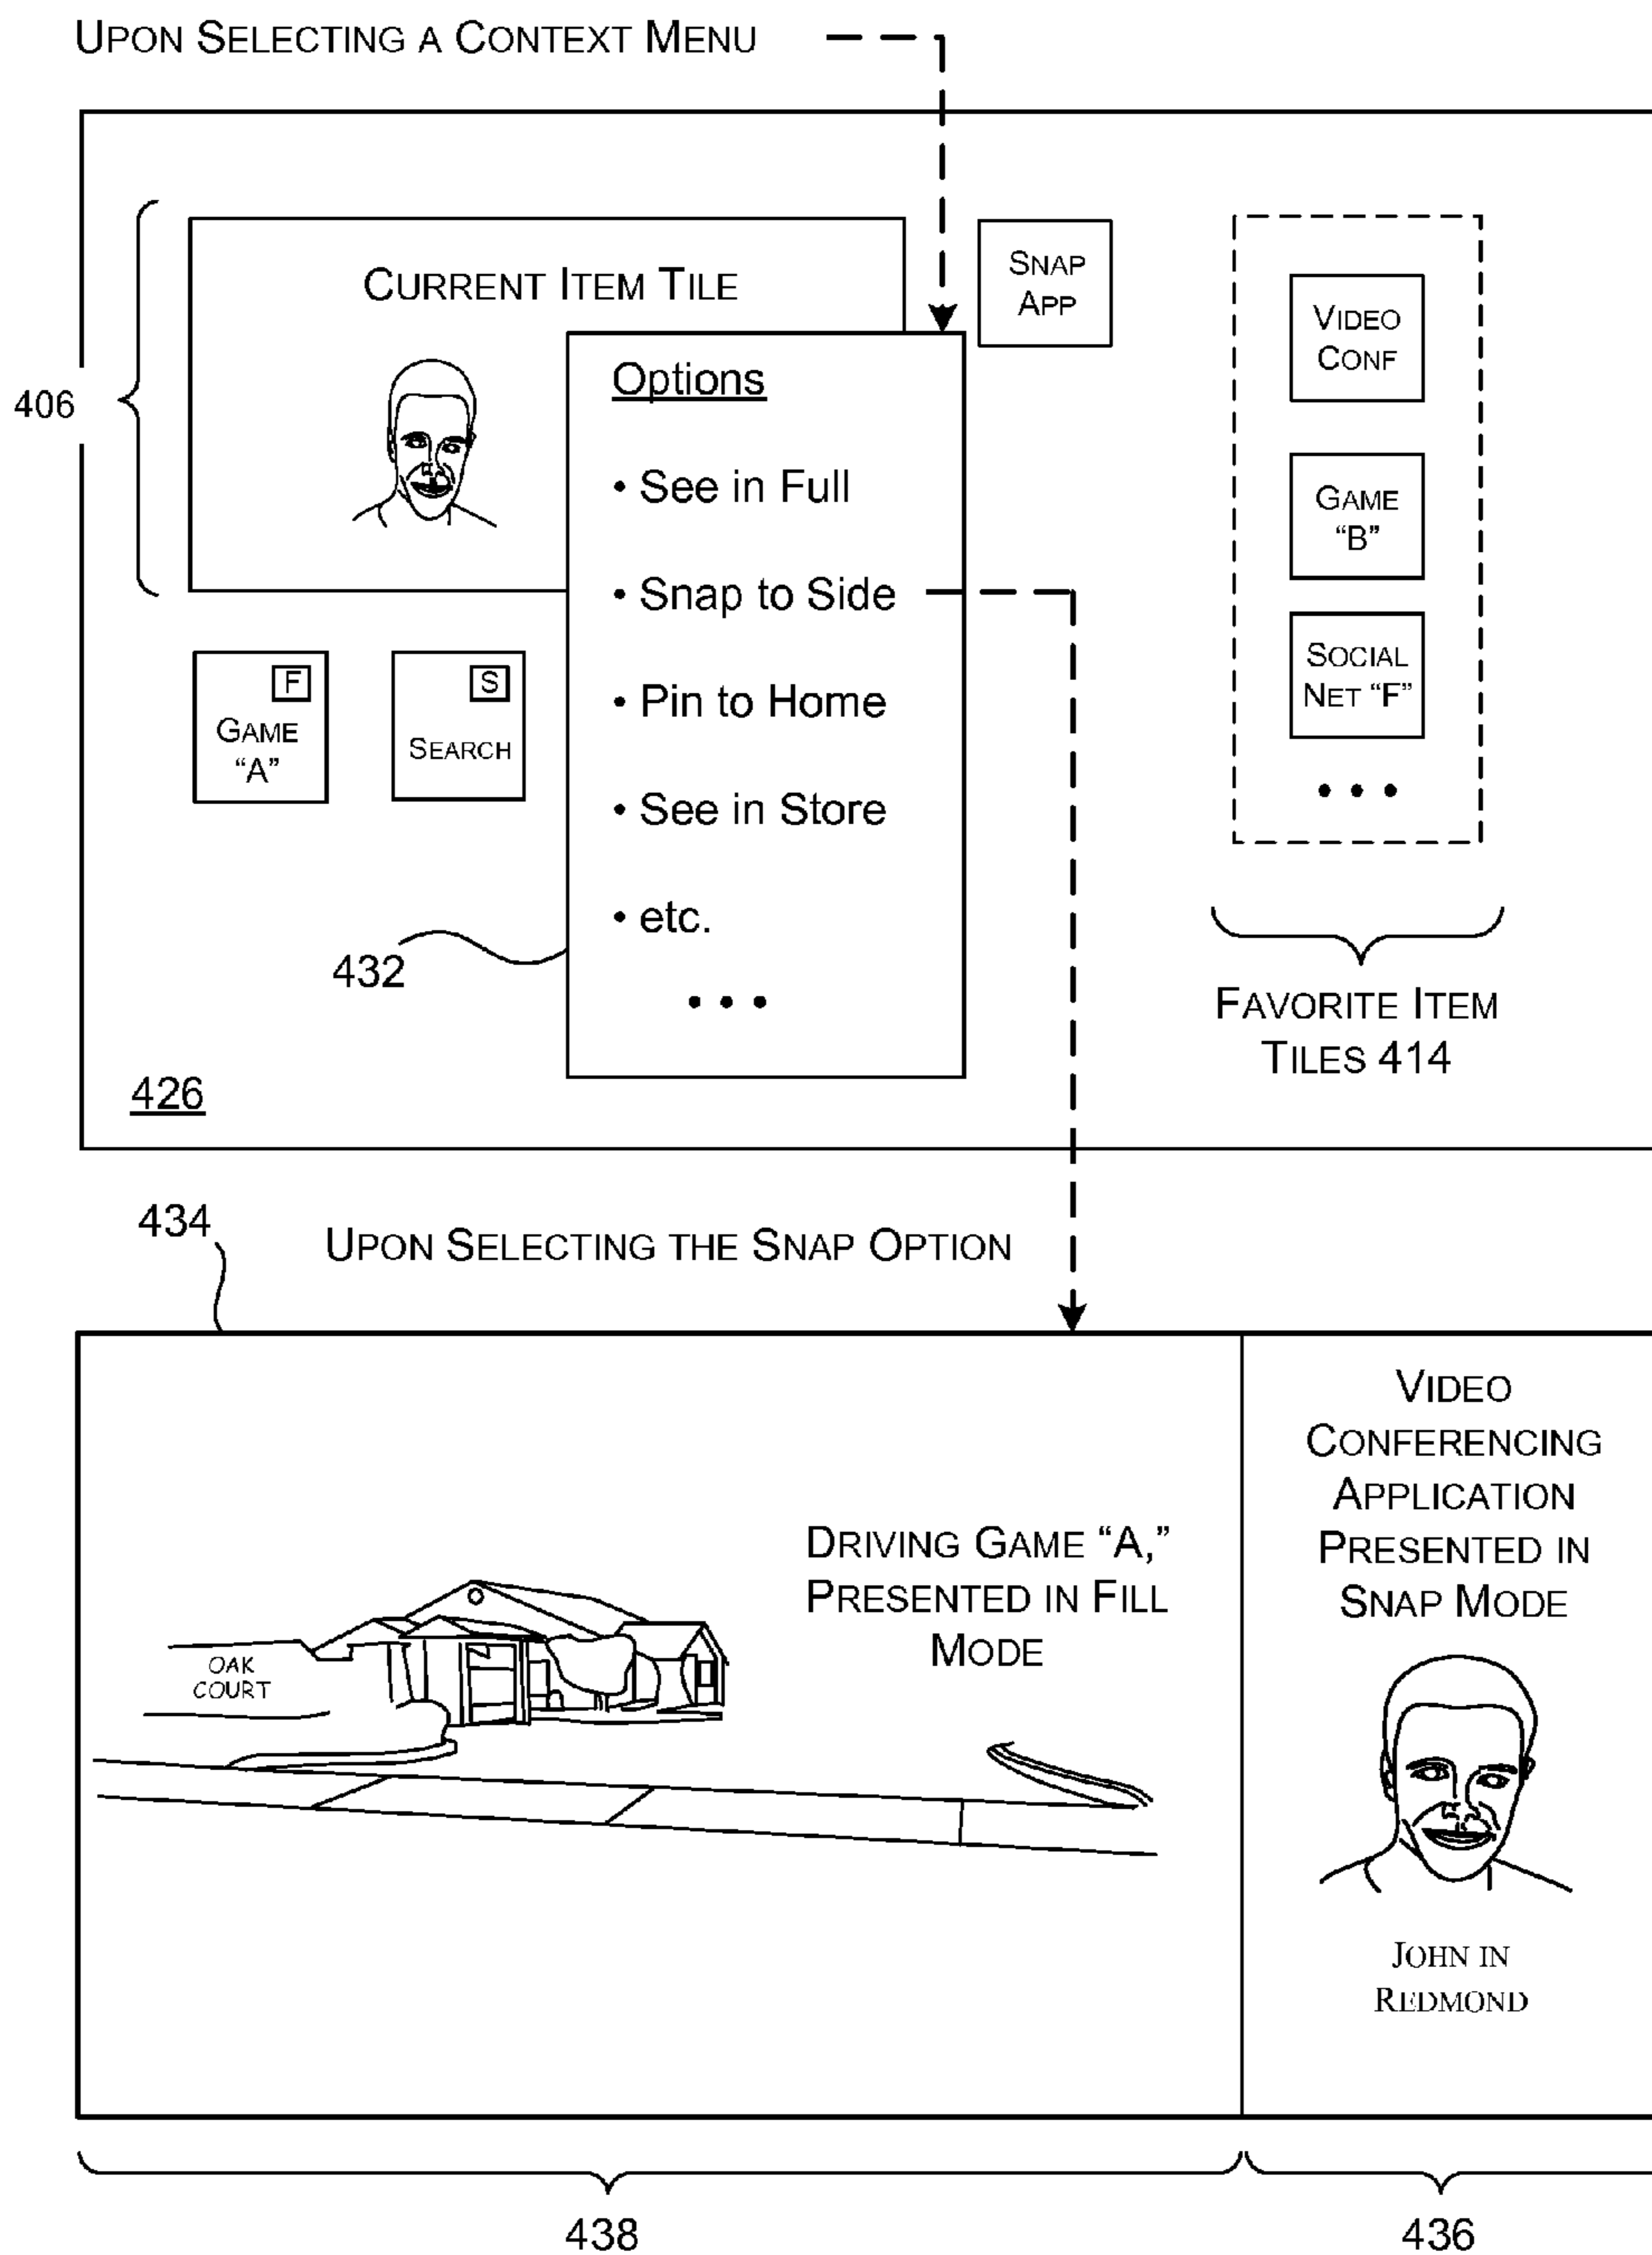 UPON SELECTING A CONTEXT MENU
406
CURRENT ITEM TILE
SNAP
APP
VIDEO
CONF
GAME
“B”
SOCIAL
NET “F”
• • •
Options
• See in Full
• Snap to Side
• Pin to Home
• See in Store
• etc.
• • •
F
GAME
“A”
S
SEARCH
432
FAVORITE ITEM
TILES 414
426
434
UPON SELECTING THE SNAP OPTION
OAK
COURT
DRIVING GAME “A,”
PRESENTED IN FILL
MODE
VIDEO
CONFERENCING
APPLICATION
PRESENTED IN
SNAP MODE
JOHN IN
REDMOND
438
436